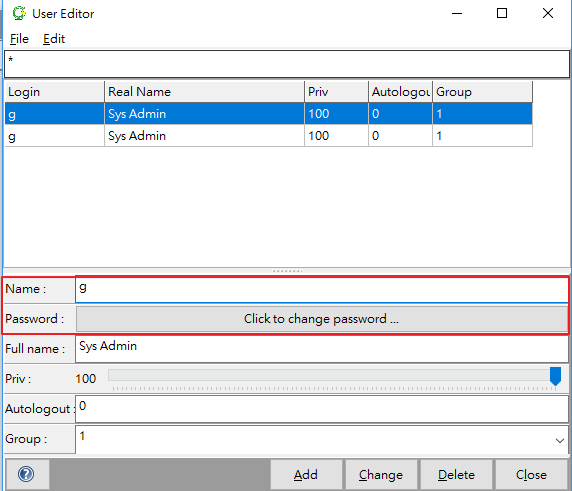 User Editor
File Edit
*
Login Real Name Priv Autologou Group
g Sys Admin 100 0 1
g Sys Admin 100 0 1
Name : g
Password : Click to change password ...
Full name : Sys Admin
Priv : 100
Autologout : 0
Group : 1
? Add Change Delete Close